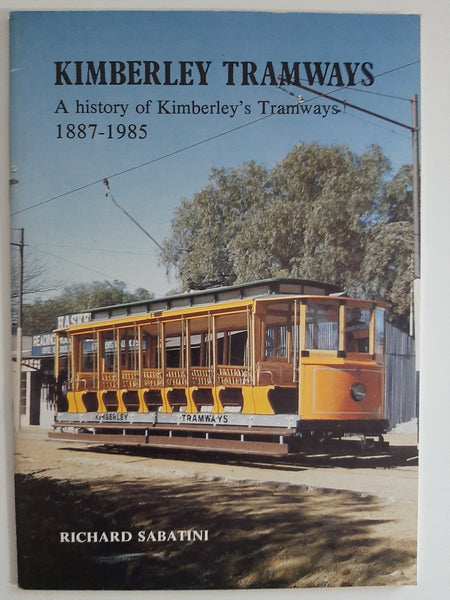 KIMBERLEY TRAMWAYS
A history of Kimberley's Tramways
1887-1985
KIMBERLEY TRAMWAYS
RICHARD SABATINI